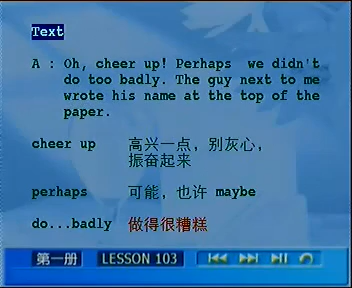 Text
A : Oh, cheer up! Perhaps we didn't
do too badly. The guy next to me
wrote his name at the top of the
paper.
cheer up 高兴一点，别灰心，
振奋起来
perhaps 可能，也许 maybe
do...badly 做得很糟糕
第一册 LESSON 103